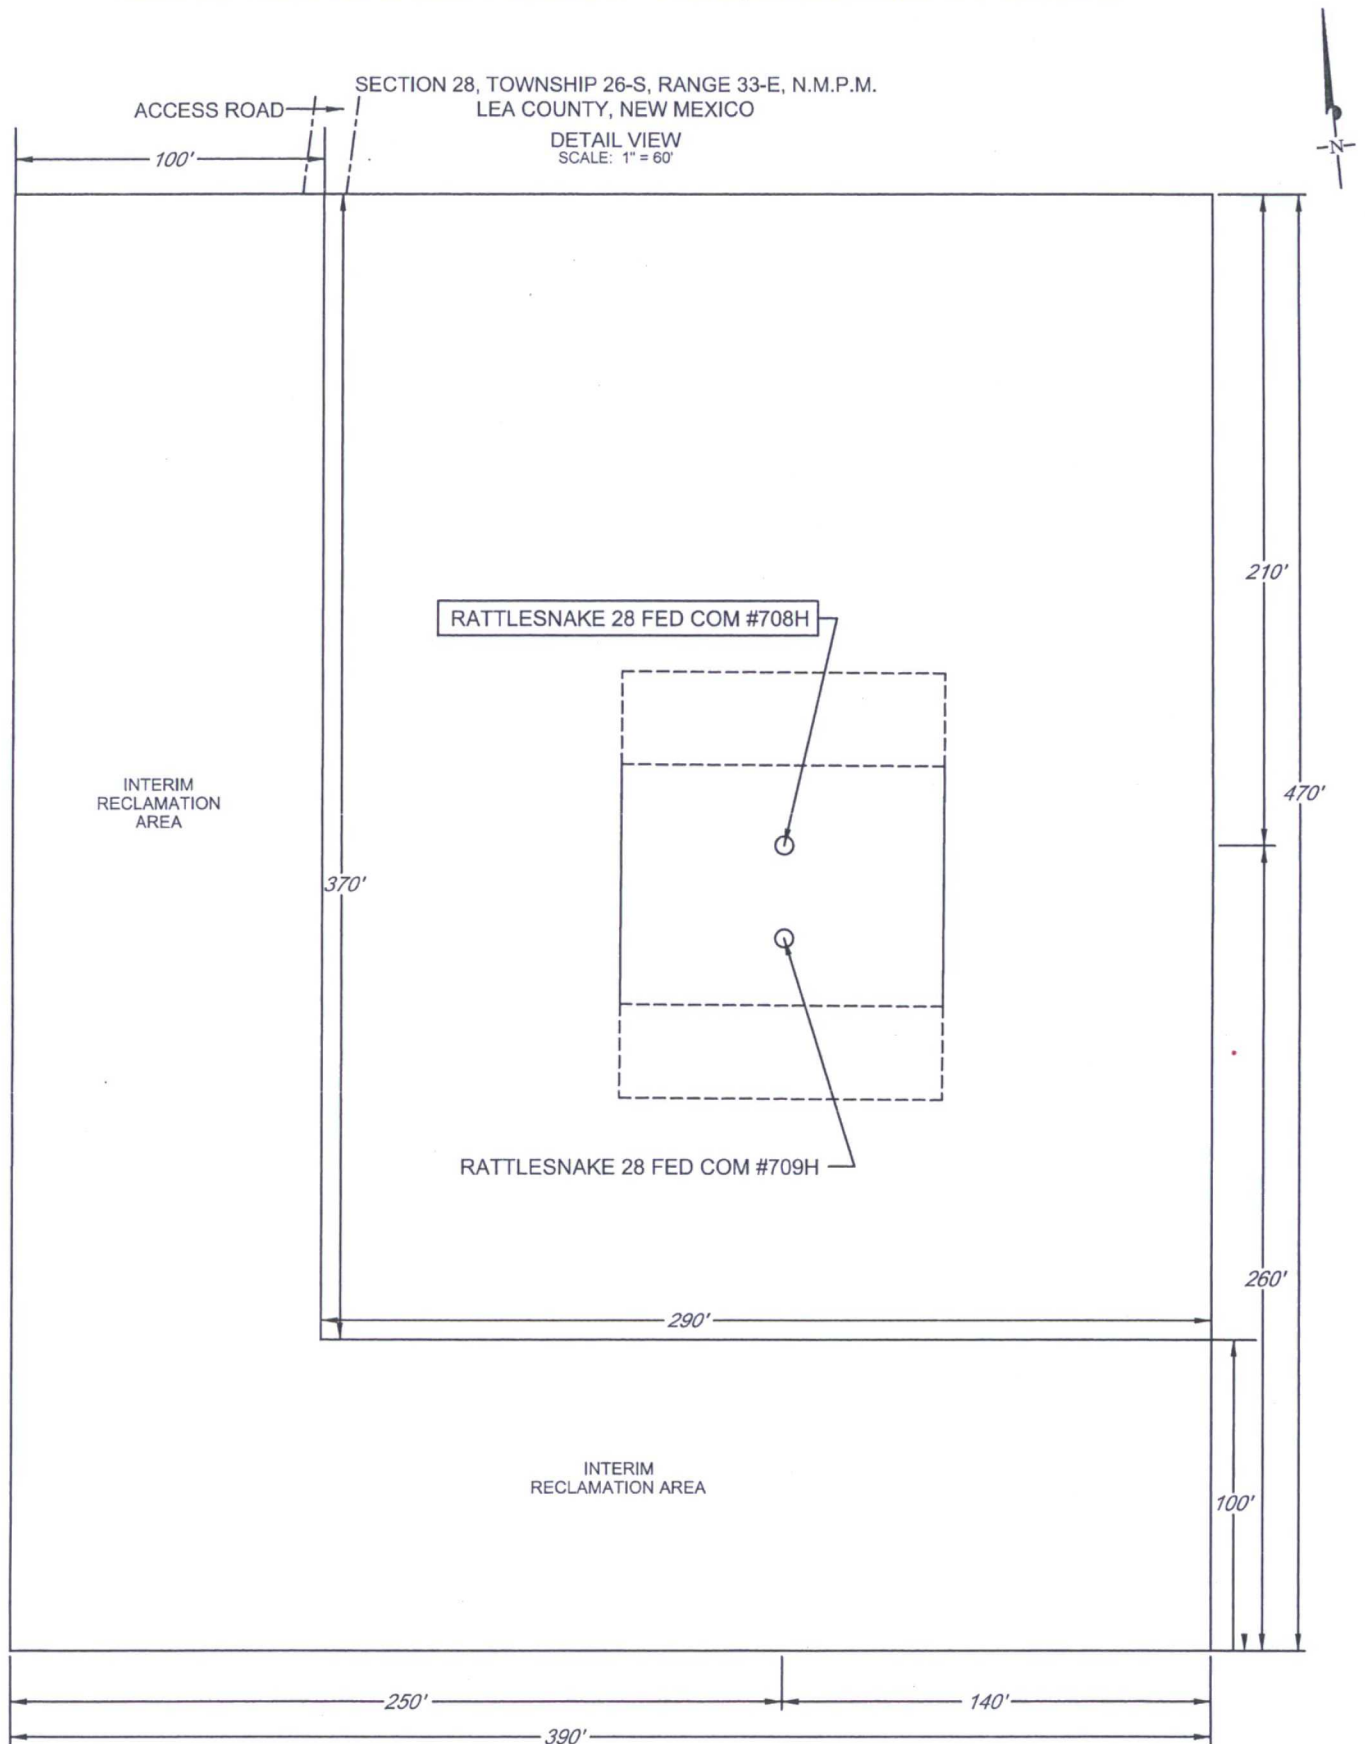 SECTION 28, TOWNSHIP 26-S, RANGE 33-E, N.M.P.M.
ACCESS ROAD
LEA COUNTY, NEW MEXICO
DETAIL VIEW
SCALE: 1" = 60'
100'
N
210'
RATTLESNAKE 28 FED COM #708H
INTERIM
RECLAMATION
AREA
470'
370'
RATTLESNAKE 28 FED COM #709H
260'
290'
INTERIM
RECLAMATION AREA
100'
250'
140'
390'